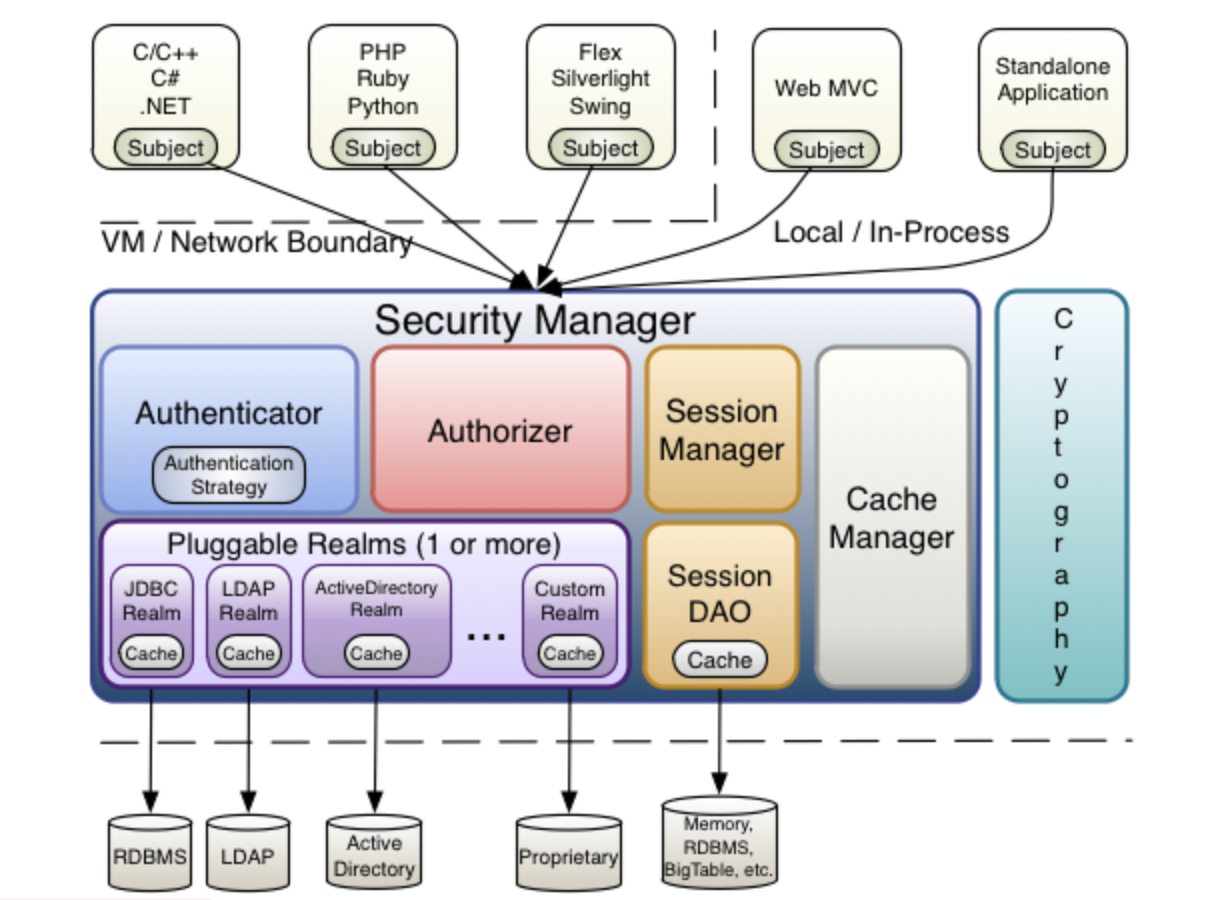 C/C++
C#
.NET
Subject
PHP
Ruby
Python
Subject
Flex
Silverlight
Swing
Subject
Web MVC
Subject
Standalone
Application
Subject
VM / Network Boundary
Local / In-Process
Security Manager
Authenticator
Authentication
Strategy
Authorizer
Session
Manager
Cache
Manager
Cryptography
Pluggable Realms (1 or more)
JDBC
Realm
Cache
LDAP
Realm
Cache
ActiveDirectory
Realm
Cache
...
Custom
Realm
Cache
Session
DAO
Cache
RDBMS
LDAP
Active
Directory
Proprietary
Memory,
RDBMS,
BigTable, etc.